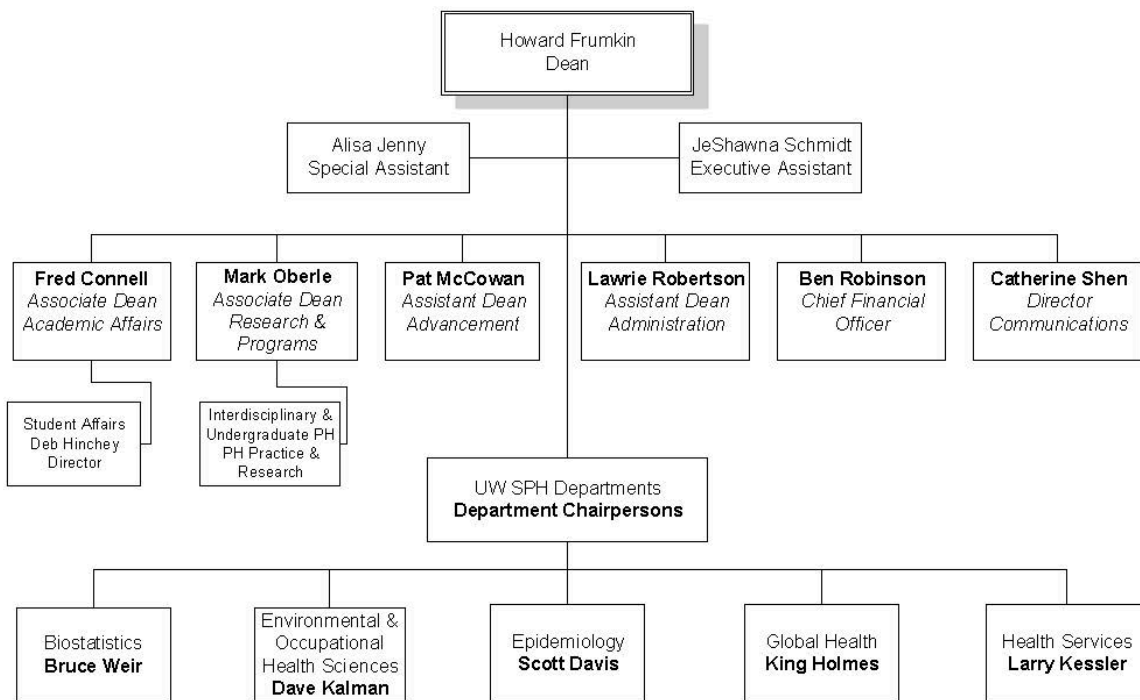 Howard Frumkin
Dean
Alisa Jenny
Special Assistant
JeShawna Schmidt
Executive Assistant
Fred Connell
Associate Dean
Academic Affairs
Mark Oberle
Associate Dean
Research &
Programs
Pat McCowan
Assistant Dean
Advancement
Lawrie Robertson
Assistant Dean
Administration
Ben Robinson
Chief Financial
Officer
Catherine Shen
Director
Communications
Student Affairs
Deb Hinchey
Director
Interdisciplinary &
Undergraduate PH
PH Practice &
Research
UW SPH Departments
Department Chairpersons
Biostatistics
Bruce Weir
Environmental &
Occupational
Health Sciences
Dave Kalman
Epidemiology
Scott Davis
Global Health
King Holmes
Health Services
Larry Kessler